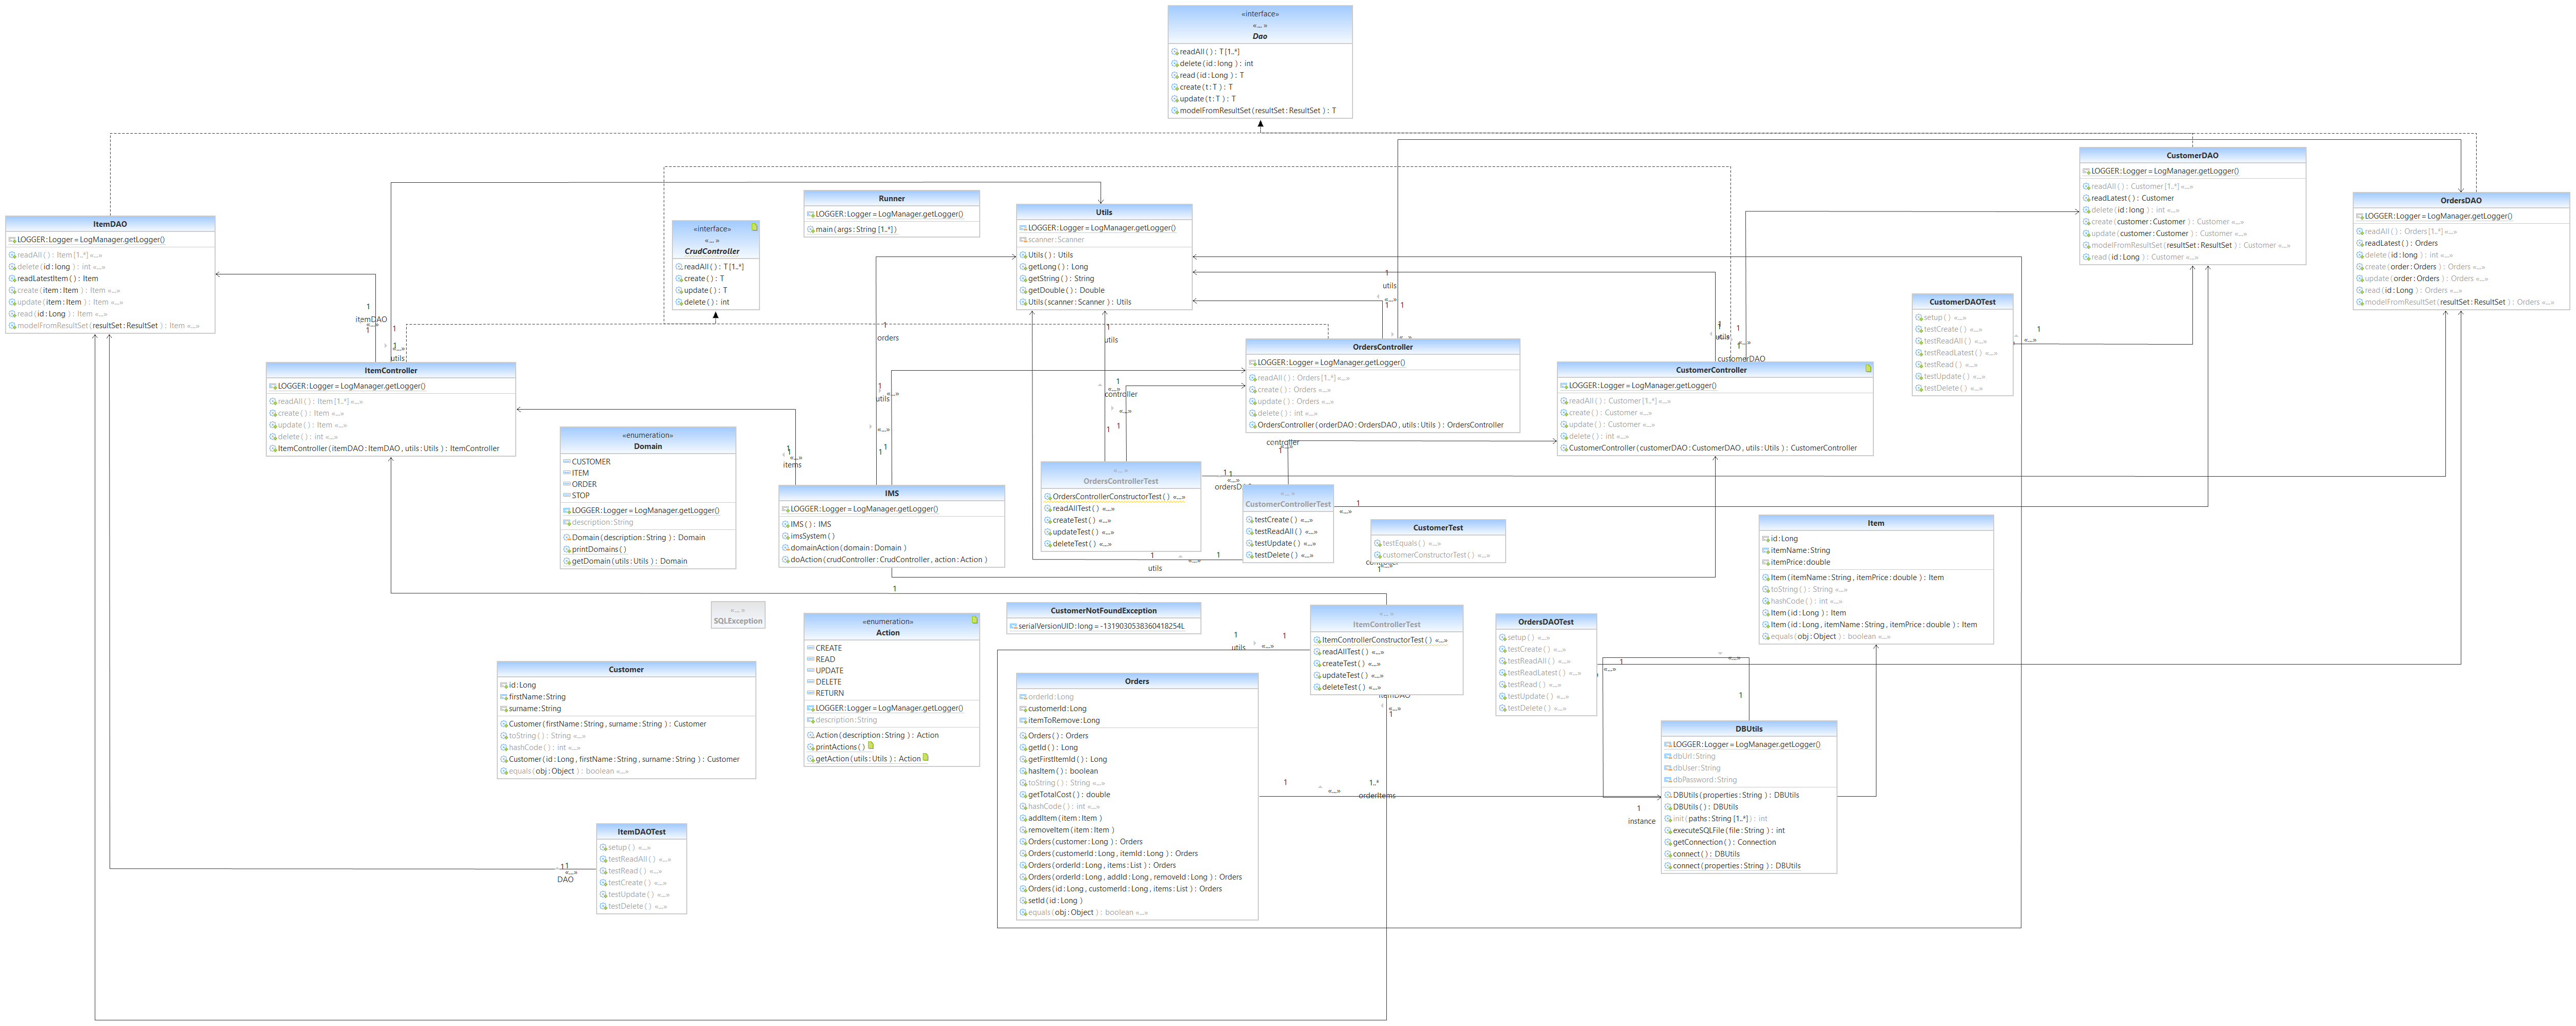 «interface»
«... »
Dao
readAll ( ) : T [1..*]
delete ( id : long ) : int
read ( id : Long ) : T
create ( t : T ) : T
update ( t : T ) : T
modelFromResultSet ( resultSet : ResultSet ) : T
CustomerDAO
LOGGER : Logger = LogManager.getLogger()
readAll ( ) : Customer [1..*] «...»
readLatest ( ) : Customer
delete ( id : long ) : int «...»
create ( customer : Customer ) : Customer «...»
update ( customer : Customer ) : Customer «...»
modelFromResultSet ( resultSet : ResultSet ) : Customer «...»
read ( id : Long ) : Customer «...»
OrdersDAO
LOGGER : Logger = LogManager.getLogger()
readAll ( ) : Orders [1..*] «...»
readLatest ( ) : Orders
delete ( id : long ) : int «...»
create ( order : Orders ) : Orders «...»
update ( order : Orders ) : Orders «...»
read ( id : Long ) : Orders «...»
modelFromResultSet ( resultSet : ResultSet ) : Orders «...»
ItemDAO
LOGGER : Logger = LogManager.getLogger()
readAll ( ) : Item [1..*] «...»
delete ( id : long ) : int «...»
readLatestItem ( ) : Item
create ( item : Item ) : Item «...»
update ( item : Item ) : Item «...»
read ( id : Long ) : Item «...»
modelFromResultSet ( resultSet : ResultSet ) : Item «...»
Runner
LOGGER : Logger = LogManager.getLogger()
main ( args : String [1..*] )
«interface»
«... »
CrudController
readAll ( ) : T [1..*]
create ( ) : T
update ( ) : T
delete ( ) : int
Utils
LOGGER : Logger = LogManager.getLogger()
scanner : Scanner
Utils ( ) : Utils
getLong ( ) : Long
getString ( ) : String
getDouble ( ) : Double
Utils ( scanner : Scanner ) : Utils
CustomerDAOTest
setup ( ) «...»
testCreate ( ) «...»
testReadAll ( ) «...»
testReadLatest ( ) «...»
testRead ( ) «...»
testUpdate ( ) «...»
testDelete ( ) «...»
1
«...»
1
itemDAO
«...»
1
1
«...»
utils
1
utils
«...»
1
1
«...»
1
utils
1
«...»
customerDAO
1
orders
1
utils
«...»
«...»
1
1
1
utils
1
«...»
controller
«...»
1
1
ItemController
LOGGER : Logger = LogManager.getLogger()
readAll ( ) : Item [1..*] «...»
create ( ) : Item «...»
update ( ) : Item «...»
delete ( ) : int «...»
ItemController ( itemDAO : ItemDAO , utils : Utils ) : ItemController
OrdersController
LOGGER : Logger = LogManager.getLogger()
readAll ( ) : Orders [1..*] «...»
create ( ) : Orders «...»
update ( ) : Orders «...»
delete ( ) : int «...»
OrdersController ( orderDAO : OrdersDAO , utils : Utils ) : OrdersController
CustomerController
LOGGER : Logger = LogManager.getLogger()
readAll ( ) : Customer [1..*] «...»
create ( ) : Customer «...»
update ( ) : Customer «...»
delete ( ) : int «...»
CustomerController ( customerDAO : CustomerDAO , utils : Utils ) : CustomerController
«enumeration»
Domain
CUSTOMER
ITEM
ORDER
STOP
LOGGER : Logger = LogManager.getLogger()
description : String
Domain ( description : String ) : Domain
printDomains ( )
getDomain ( utils : Utils ) : Domain
1
«...»
items
IMS
LOGGER : Logger = LogManager.getLogger()
IMS ( ) : IMS
imsSystem ( )
domainAction ( domain : Domain )
doAction ( crudController : CrudController , action : Action )
«... »
OrdersControllerTest
OrdersControllerConstructorTest ( ) «...»
readAllTest ( ) «...»
createTest ( ) «...»
updateTest ( ) «...»
deleteTest ( ) «...»
controller
1
«...»
1
1
«...»
«... »
CustomerControllerTest
testCreate ( ) «...»
testReadAll ( ) «...»
testUpdate ( ) «...»
testDelete ( ) «...»
1
«...»
CustomerTest
testEquals ( ) «...»
customerConstructorTest ( ) «...»
1
utils
«...»
1
1
1
Item
id : Long
itemName : String
itemPrice : double
Item ( itemName : String , itemPrice : double ) : Item
toString ( ) : String «...»
hashCode ( ) : int «...»
Item ( id : Long ) : Item
Item ( id : Long , itemName : String , itemPrice : double ) : Item
equals ( obj : Object ) : boolean «...»
«... »
SQLException
«enumeration»
Action
CREATE
READ
UPDATE
DELETE
RETURN
LOGGER : Logger = LogManager.getLogger()
description : String
Action ( description : String ) : Action
printActions ( )
getAction ( utils : Utils ) : Action
CustomerNotFoundException
serialVersionUID : long = -1319030538360418254L
«... »
ItemControllerTest
ItemControllerConstructorTest ( ) «...»
readAllTest ( ) «...»
createTest ( ) «...»
updateTest ( ) «...»
deleteTest ( ) «...»
1
utils
«...»
1
«...»
1
OrdersDAOTest
setup ( ) «...»
testCreate ( ) «...»
testReadAll ( ) «...»
testReadLatest ( ) «...»
testRead ( ) «...»
testUpdate ( ) «...»
testDelete ( ) «...»
1
«...»
Customer
id : Long
firstName : String
surname : String
Customer ( firstName : String , surname : String ) : Customer
toString ( ) : String «...»
hashCode ( ) : int «...»
Customer ( id : Long , firstName : String , surname : String ) : Customer
equals ( obj : Object ) : boolean «...»
Orders
orderId : Long
customerId : Long
itemToRemove : Long
Orders ( ) : Orders
getId ( ) : Long
getFirstItemId ( ) : Long
hasItem ( ) : boolean
toString ( ) : String «...»
getTotalCost ( ) : double
hashCode ( ) : int «...»
addItem ( item : Item )
removeItem ( item : Item )
Orders ( customer : Long ) : Orders
Orders ( customerId : Long , itemId : Long ) : Orders
Orders ( orderId : Long , items : List ) : Orders
Orders ( orderId : Long , addId : Long , removeId : Long ) : Orders
Orders ( id : Long , customerId : Long , items : List ) : Orders
setId ( id : Long )
equals ( obj : Object ) : boolean «...»
1
«...»
1..*
orderItems
«...»
1
1
instance
DBUtils
LOGGER : Logger = LogManager.getLogger()
dbUrl : String
dbUser : String
dbPassword : String
DBUtils ( properties : String ) : DBUtils
DBUtils ( ) : DBUtils
init ( paths : String [1..*] ) : int
executeSQLFile ( file : String ) : int
getConnection ( ) : Connection
connect ( ) : DBUtils
connect ( properties : String ) : DBUtils
ItemDAOTest
setup ( ) «...»
testReadAll ( ) «...»
testRead ( ) «...»
testCreate ( ) «...»
testUpdate ( ) «...»
testDelete ( ) «...»
1
1
«...»
DAO